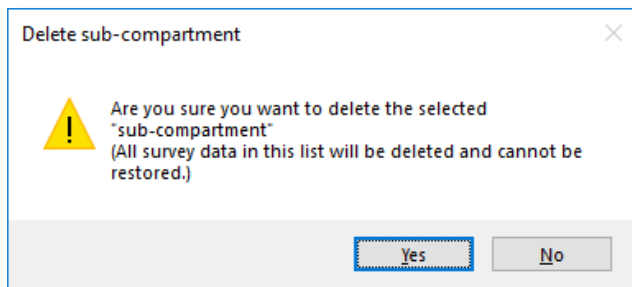 Delete sub-compartment
Are you sure you want to delete the selected
"sub-compartment"
(All survey data in this list will be deleted and cannot be
restored.)
Yes
No